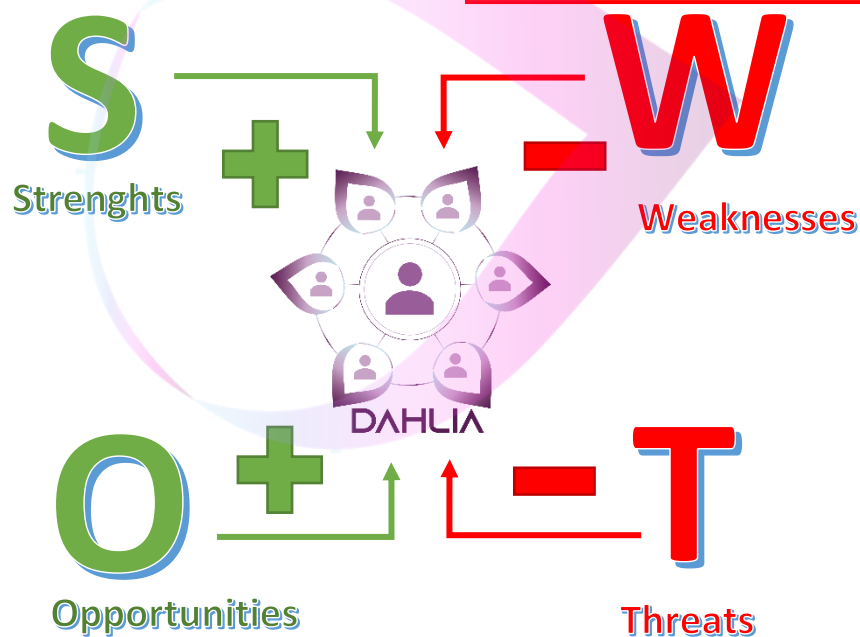 S
W
Strenghts
Weaknesses
DAHLIA
O
T
Opportunities
Threats